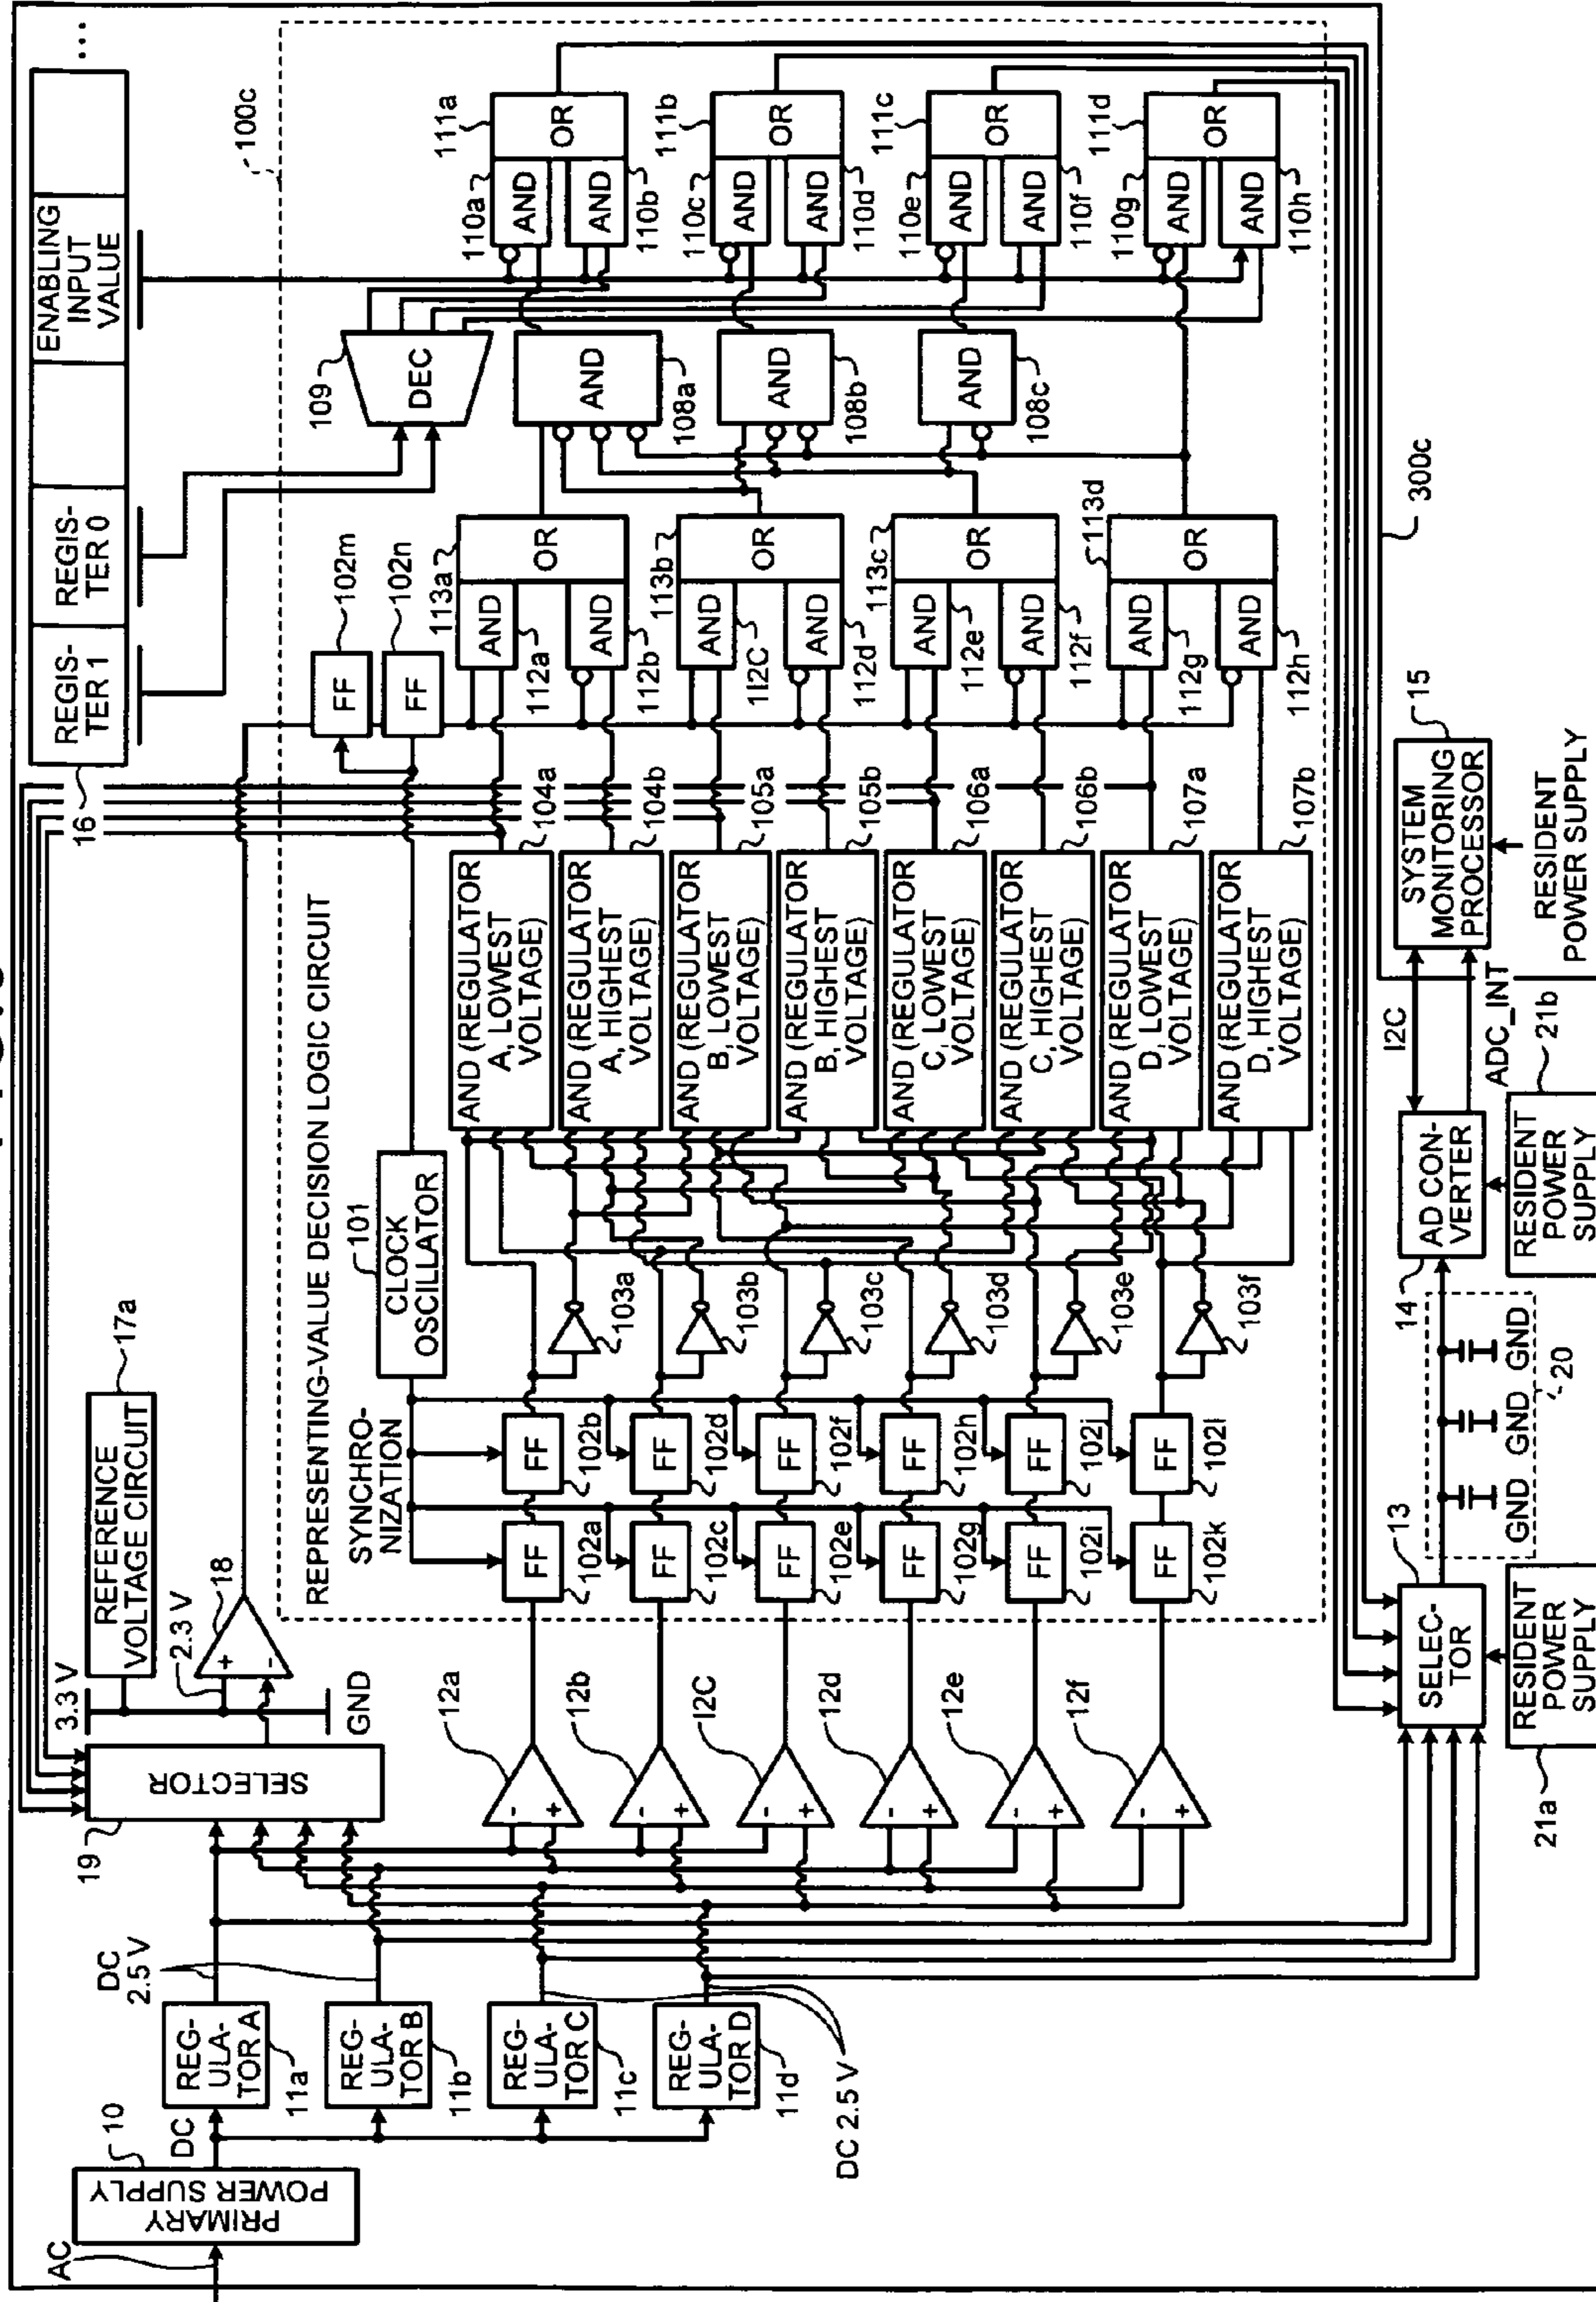 AC
PRIMARY
POWER SUPPLY
10
DC
REG-
ULA-
TOR A
11a
REG-
ULA-
TOR B
11b
REG-
ULA-
TOR C
11c
REG-
ULA-
TOR D
11d
DC
2.5 V
DC 2.5 V
19
SELECTOR
3.3 V
GND
2.3 V
18
+
-
REFERENCE
VOLTAGE CIRCUIT
17a
12a
-
+
12b
-
+
I2C
-
+
12d
-
+
12e
-
+
12f
-
+
16
REGIS-
TER 1
REGIS-
TER 0
ENABLING
INPUT
VALUE
...
100c
REPRESENTING-VALUE DECISION LOGIC CIRCUIT
SYNCHRO-
NIZATION
101
CLOCK
OSCILLATOR
FF
102a
FF
102b
FF
102c
FF
102d
FF
102e
FF
102f
FF
102g
FF
102h
FF
102i
FF
102j
FF
102k
FF
102l
103a
103b
103c
103d
103e
103f
AND (REGULATOR
A, LOWEST
VOLTAGE)
104a
AND (REGULATOR
A, HIGHEST
VOLTAGE)
104b
AND (REGULATOR
B, LOWEST
VOLTAGE)
105a
AND (REGULATOR
B, HIGHEST
VOLTAGE)
105b
AND (REGULATOR
C, LOWEST
VOLTAGE)
106a
AND (REGULATOR
C, HIGHEST
VOLTAGE)
106b
AND (REGULATOR
D, LOWEST
VOLTAGE)
107a
AND (REGULATOR
D, HIGHEST
VOLTAGE)
107b
FF
102m
FF
102n
113a
AND
112a
AND
112b
OR
113b
AND
112C
AND
112d
OR
113c
AND
112e
AND
112f
OR
113d
AND
112g
AND
112h
OR
109
DEC
AND
108a
AND
108b
AND
108c
110a
AND
AND
110b
OR
111a
110c
AND
AND
110d
OR
111b
110e
AND
AND
110f
OR
111c
110g
AND
AND
110h
OR
111d
300c
13
SELEC-
TOR
RESIDENT
POWER
SUPPLY
21a
GND
GND
GND
20
14
AD CON-
VERTER
RESIDENT
POWER
SUPPLY
21b
I2C
ADC_INT
SYSTEM
MONITORING
PROCESSOR
15
RESIDENT
POWER SUPPLY